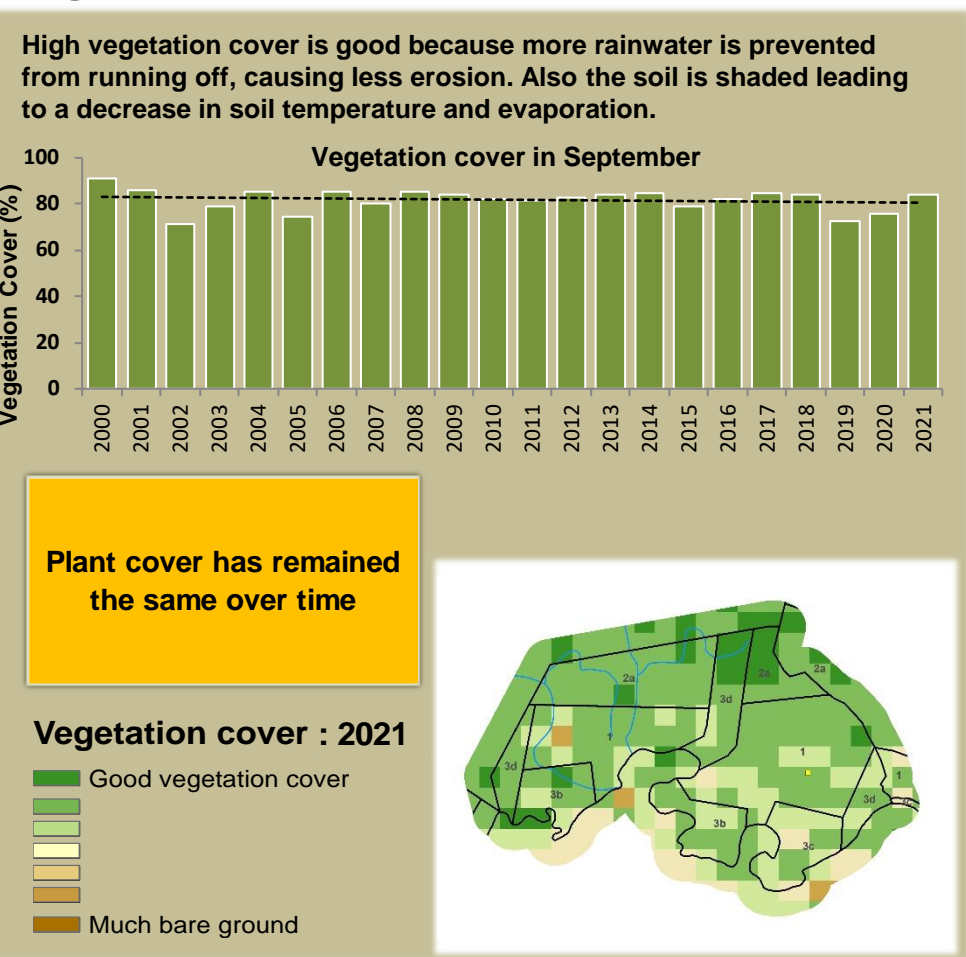 High vegetation cover is good because more rainwater is prevented
from running off, causing less erosion. Also the soil is shaded leading
to a decrease in soil temperature and evaporation.
Vegetation cover in September
Vegetation Cover (%)
100
80
60
40
20
0
2000
2001
2002
2003
2004
2005
2006
2007
2008
2009
2010
2011
2012
2013
2014
2015
2016
2017
2018
2019
2020
2021
Plant cover has remained
the same over time
Vegetation cover : 2021
Good vegetation cover
Much bare ground
2a
2a
2a
3d
1
1
3d
1
3b
3d
3b
3c